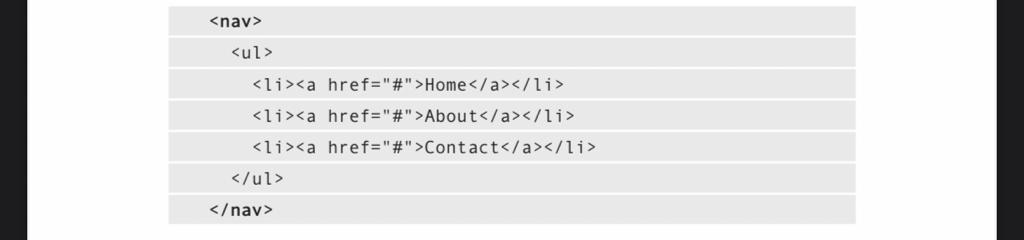 <nav>
<ul>
<li><a href="#">Home</a></li>
<li><a href="#">About</a></li>
<li><a href="#">Contact</a></li>
</ul>
</nav>